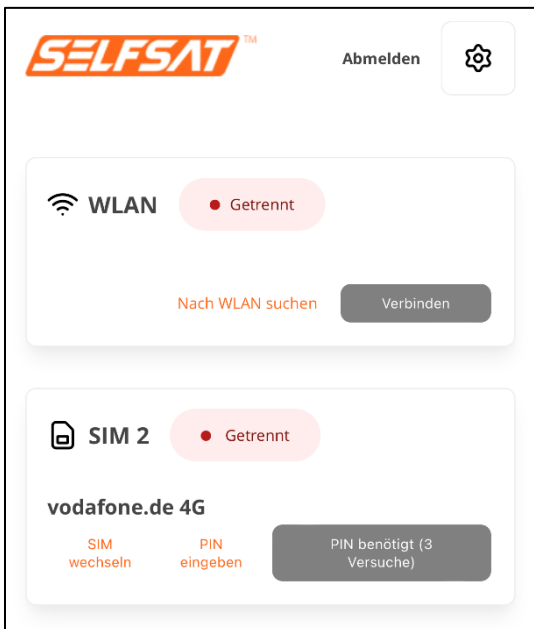 SELFSAT™
Abmelden
WLAN
Getrennt
Nach WLAN suchen
Verbinden
SIM 2
Getrennt
vodafone.de 4G
SIM
wechseln
PIN
eingeben
PIN benötigt (3
Versuche)